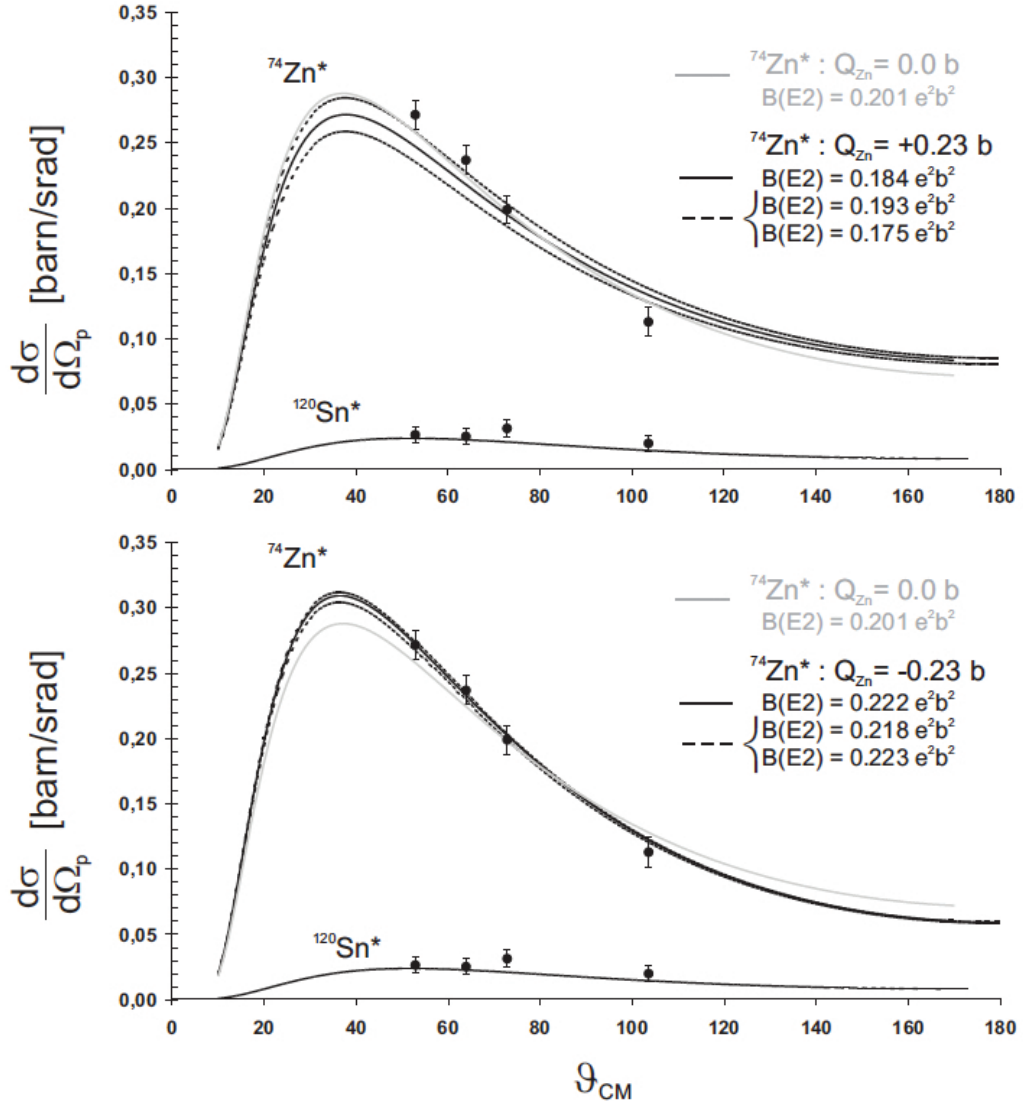 0,35
0,30
0,25
0,20
0,15
0,10
0,05
0,00
dσ
dΩp [barn/srad]
⁷⁴Zn*
¹²⁰Sn*
⁷⁴Zn* : QZn= 0.0 b
B(E2) = 0.201 e²b²
⁷⁴Zn* : QZn= +0.23 b
B(E2) = 0.184 e²b²
B(E2) = 0.193 e²b²
B(E2) = 0.175 e²b²
0 20 40 60 80 100 120 140 160 180
0,35
0,30
0,25
0,20
0,15
0,10
0,05
0,00
dσ
dΩp [barn/srad]
⁷⁴Zn*
¹²⁰Sn*
⁷⁴Zn* : QZn= 0.0 b
B(E2) = 0.201 e²b²
⁷⁴Zn* : QZn= -0.23 b
B(E2) = 0.222 e²b²
B(E2) = 0.218 e²b²
B(E2) = 0.223 e²b²
0 20 40 60 80 100 120 140 160 180
ϑCM